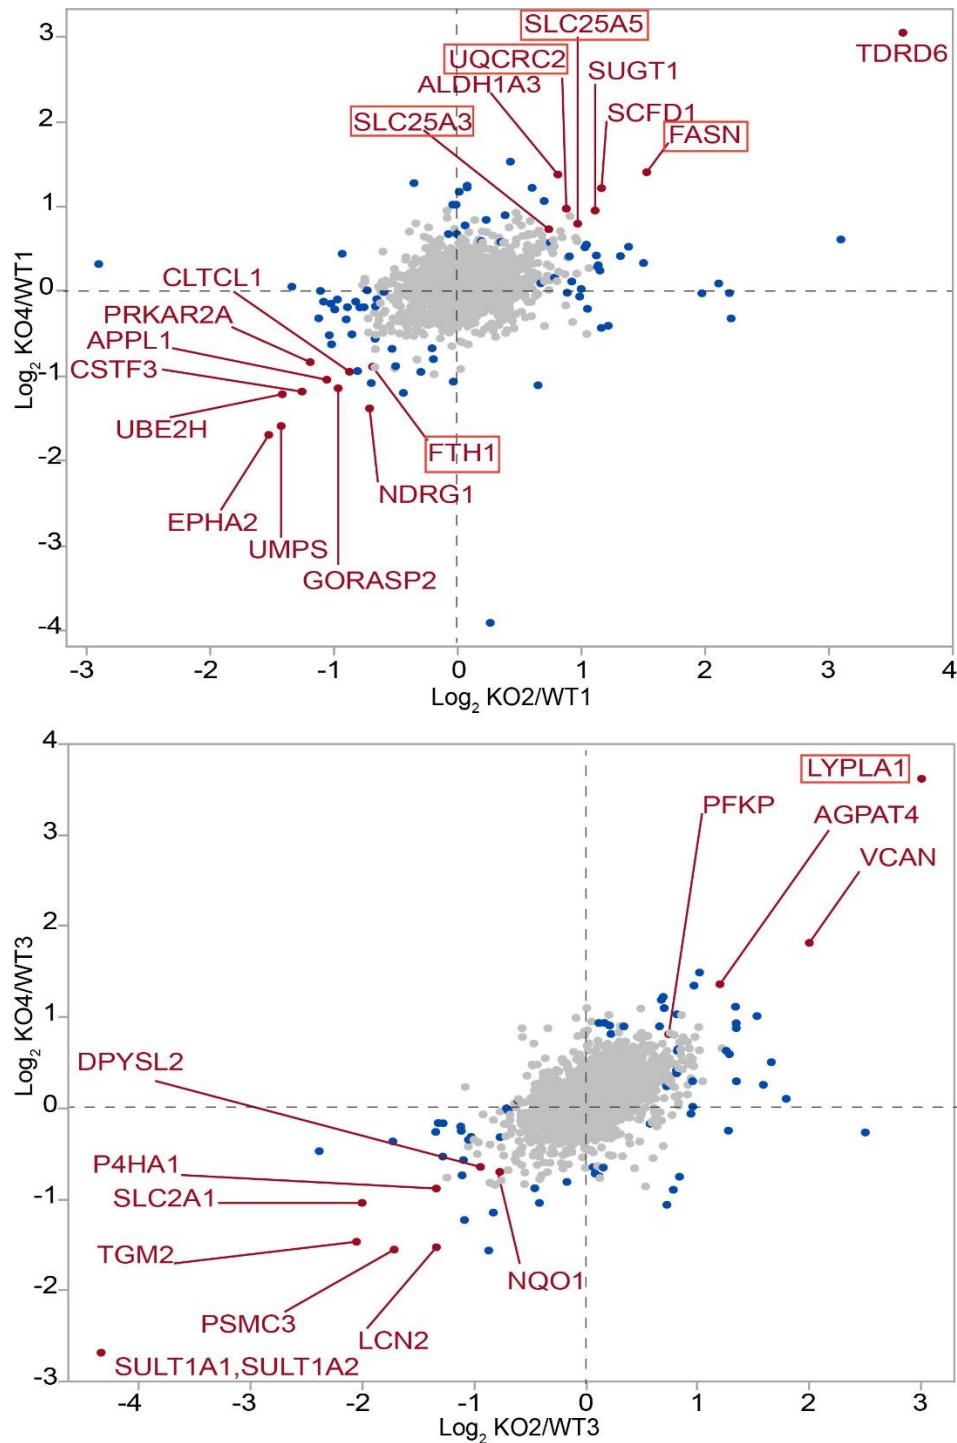 3
SLC25A5
TDRD6
UQCRC2
SUGT1
ALDH1A3
2
SCFD1
SLC25A3
FASN
1
CLTCL1
0
PRKAR2A
APPL1
CSTF3
-1
UBE2H
FTH1
-2
NDRG1
EPHA2
-3
UMPS
GORASP2
-4
Log2 KO4/WT1
-3 -2 -1 0 1 2 3 4
Log2 KO2/WT1
4
LYPLA1
PFKP
AGPAT4
3
VCAN
2
1
DPYSL2
0
P4HA1
SLC2A1
-1
TGM2
NQO1
-2
PSMC3
LCN2
SULT1A1,SULT1A2
-3
Log2 KO4/WT3
-4 -3 -2 -1 0 1 2 3
Log2 KO2/WT3